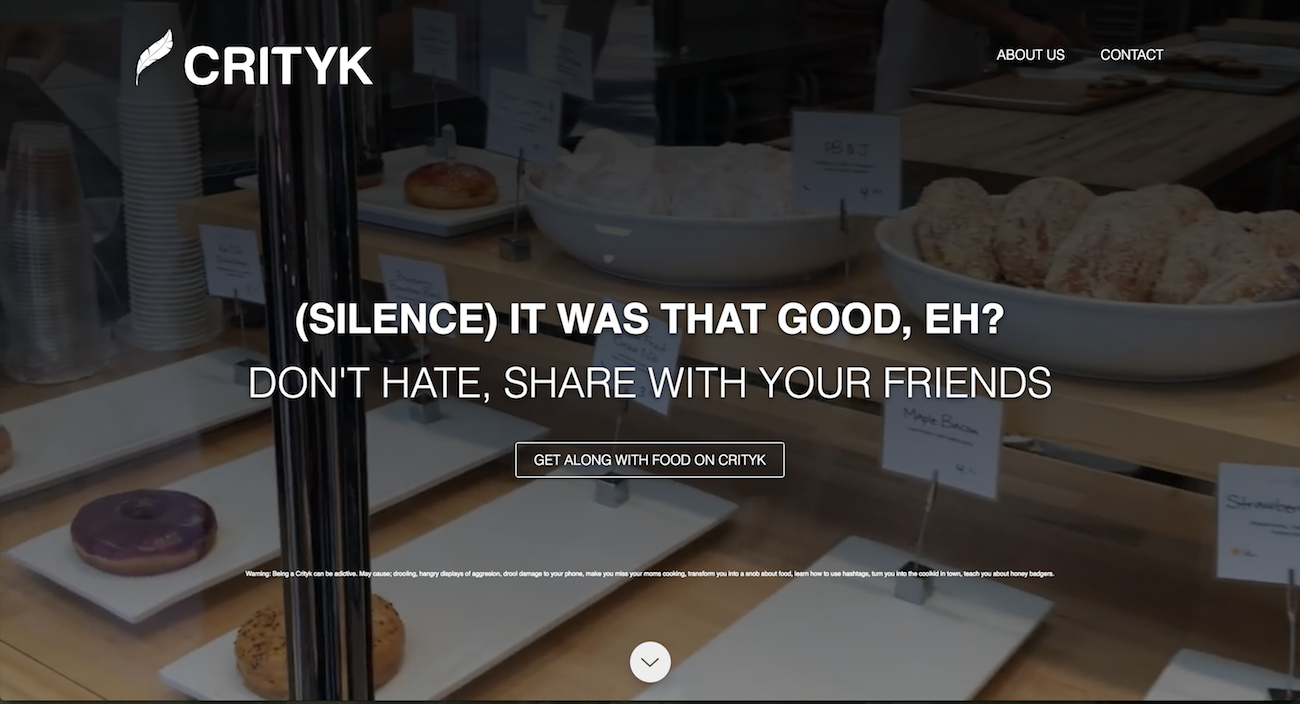 CRITYK
ABOUT US
CONTACT
PB & J
(SILENCE) IT WAS THAT GOOD, EH?
DON'T HATE, SHARE WITH YOUR FRIENDS
Maple Bacon
GET ALONG WITH FOOD ON CRITYK
Warning: Being a Crityk can be adictive. May cause; drooling, hangry displays of aggresion, drool damage to your phone, make you miss your moms cooking, transform you into a snob about food, learn how to use hashtags, turn you into the coolkid in town, teach you about honey badgers.